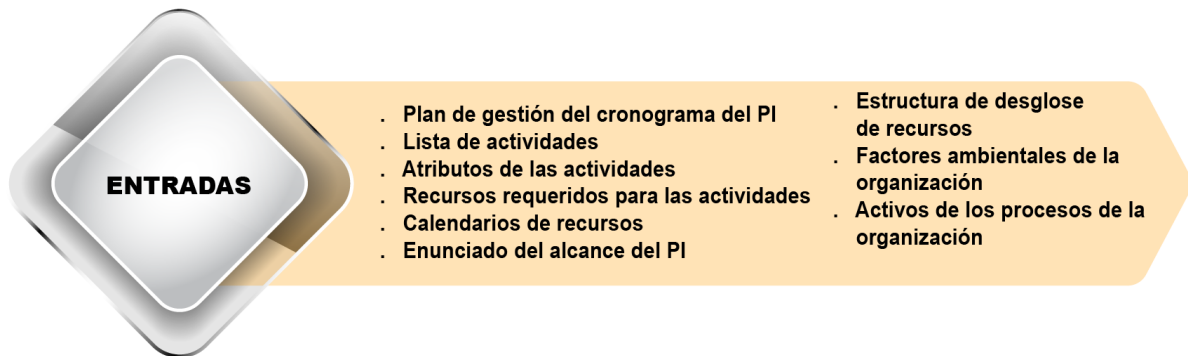 ENTRADAS
. Plan de gestión del cronograma del PI
. Lista de actividades
. Atributos de las actividades
. Recursos requeridos para las actividades
. Calendarios de recursos
. Enunciado del alcance del PI
. Estructura de desglose
de recursos
. Factores ambientales de la
organización
. Activos de los procesos de la
organización